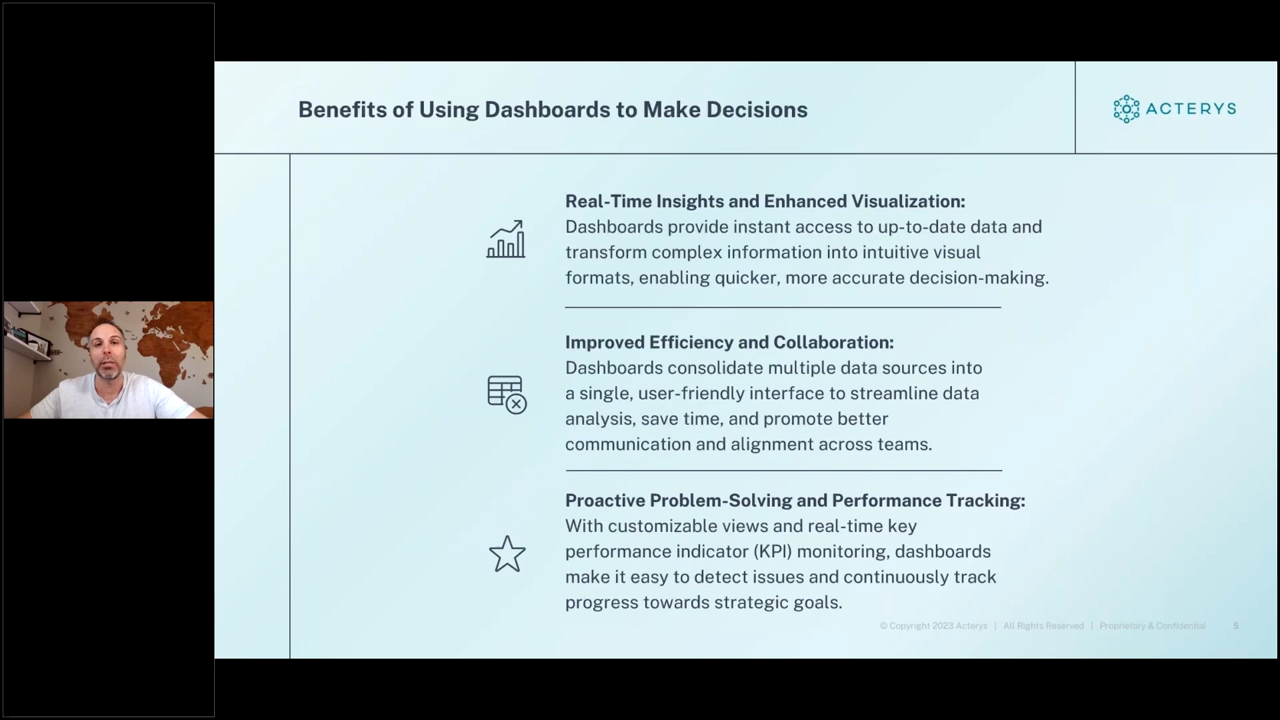 Benefits of Using Dashboards to Make Decisions
ACTERYS
Real-Time Insights and Enhanced Visualization:
Dashboards provide instant access to up-to-date data and
transform complex information into intuitive visual
formats, enabling quicker, more accurate decision-making.
Improved Efficiency and Collaboration:
Dashboards consolidate multiple data sources into
a single, user-friendly interface to streamline data
analysis, save time, and promote better
communication and alignment across teams.
Proactive Problem-Solving and Performance Tracking:
With customizable views and real-time key
performance indicator (KPI) monitoring, dashboards
make it easy to detect issues and continuously track
progress towards strategic goals.
© Copyright 2023 Acterys | All Rights Reserved | Proprietary & Confidential 5